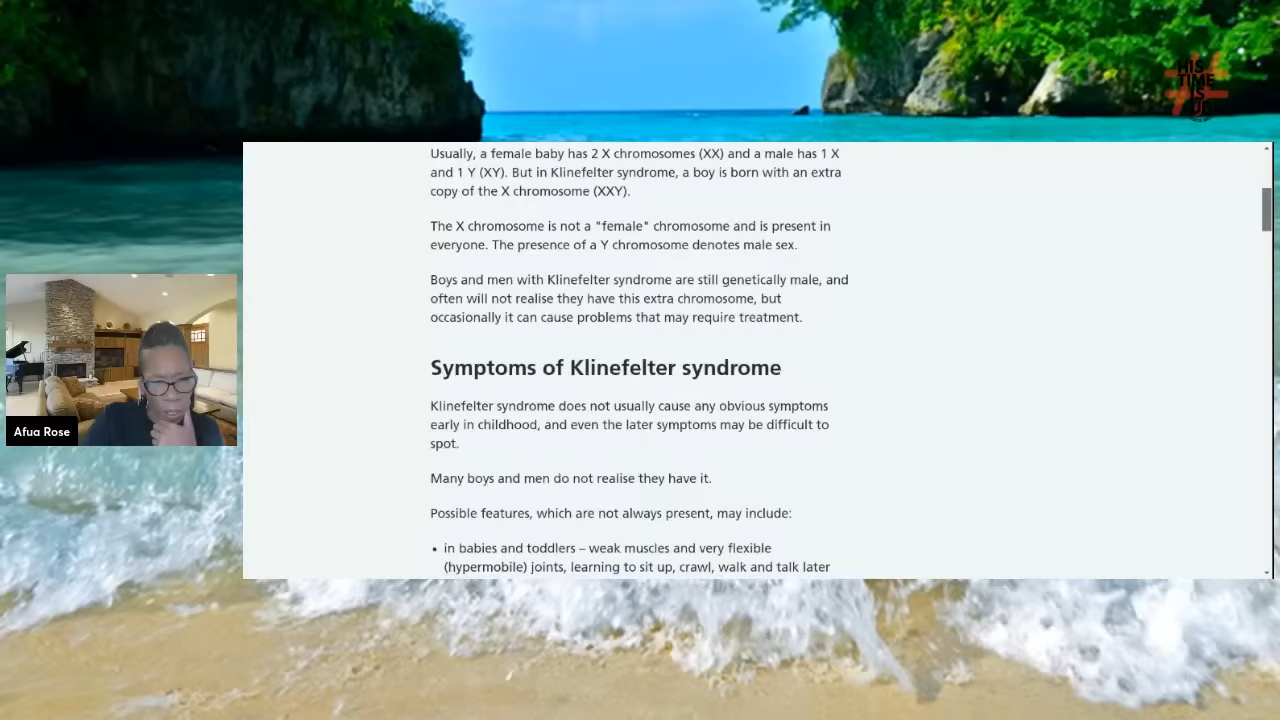 HIS
TIME
IS
Usually, a female baby has 2 X chromosomes (XX) and a male has 1 X
and 1 Y (XY). But in Klinefelter syndrome, a boy is born with an extra
copy of the X chromosome (XXY).
The X chromosome is not a "female" chromosome and is present in
everyone. The presence of a Y chromosome denotes male sex.
Boys and men with Klinefelter syndrome are still genetically male, and
often will not realise they have this extra chromosome, but
occasionally it can cause problems that may require treatment.
Symptoms of Klinefelter syndrome
Klinefelter syndrome does not usually cause any obvious symptoms
early in childhood, and even the later symptoms may be difficult to
spot.
Many boys and men do not realise they have it.
Possible features, which are not always present, may include:
• in babies and toddlers – weak muscles and very flexible
(hypermobile) joints, learning to sit up, crawl, walk and talk later
Afua Rose